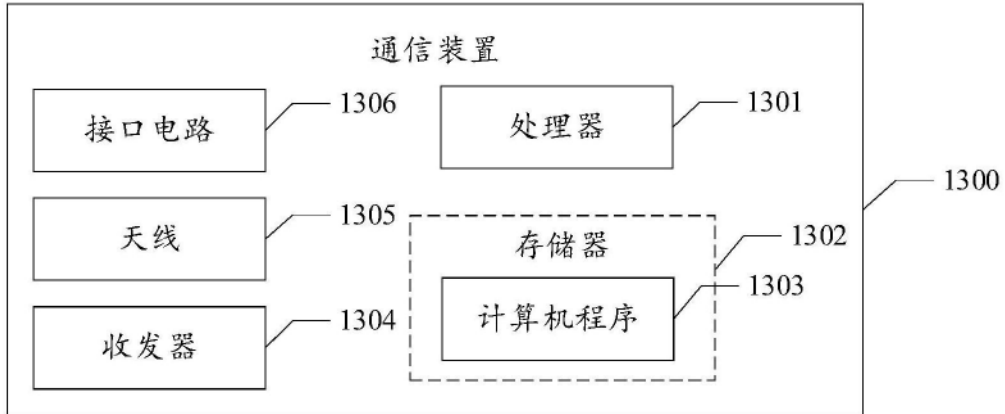 通信装置
接口电路
1306
处理器
1301
1300
天线
1305
存储器
1302
计算机程序
1303
收发器
1304